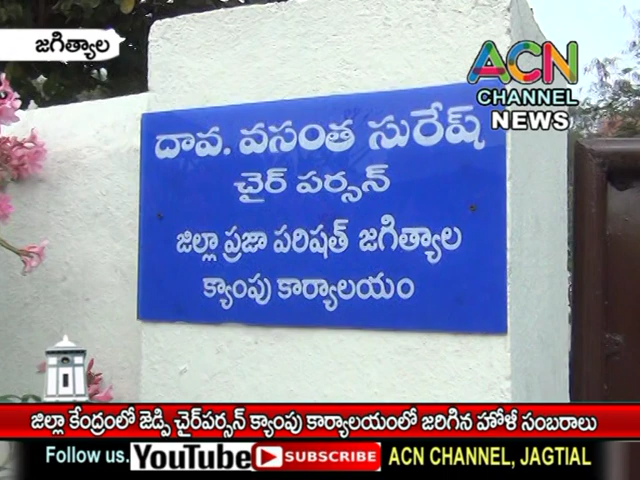 జగిత్యాల
ACN
CHANNEL
NEWS
దావ. వసంత సురేష్
చైర్ పర్సన్
జిల్లా ప్రజా పరిషత్ జగిత్యాల
క్యాంపు కార్యాలయం
జిల్లా కేంద్రంలో జెడ్పి చైర్‌పర్సన్ క్యాంపు కార్యాలయంలో జరిగిన హోళీ సంబరాలు
Follow us. YouTube SUBSCRIBE ACN CHANNEL, JAGTIAL